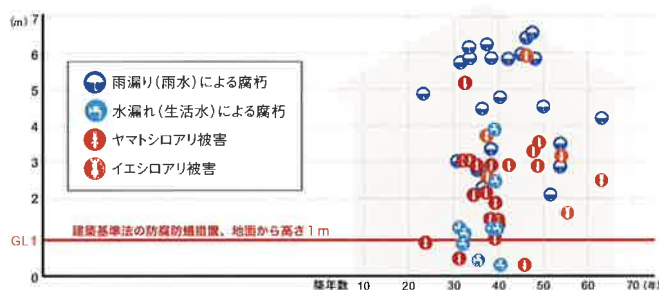 (m) 7
6
5
4
3
2
GL 1
0
雨漏り(雨水)による腐朽
水漏れ(生活水)による腐朽
ヤマトシロアリ被害
イエシロアリ被害
建築基準法の防腐防蟻措置、地面から高さ1m
築年数 10 20 30 40 50 60 70 (年)